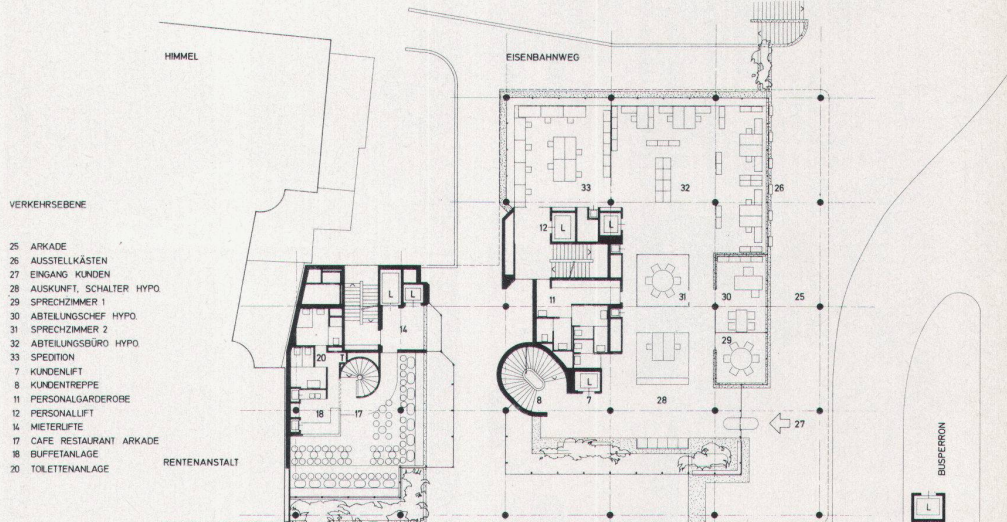 HIMMEL
EISENBAHNWEG
VERKEHRSEBENE
25 ARKADE
26 AUSSTELLKÄSTEN
27 EINGANG KUNDEN
28 AUSKUNFT, SCHALTER HYPO.
29 SPRECHZIMMER 1
30 ABTEILUNGSCHEF HYPO.
31 SPRECHZIMMER 2
32 ABTEILUNGSBÜRO HYPO.
33 SPEDITION
7 KUNDENLIFT
8 KUNDENTREPPE
11 PERSONALGARDEROBE
12 PERSONALLIFT
14 MIETERLIFTE
17 CAFE RESTAURANT ARKADE
18 BUFFETANLAGE
20 TOILETTENANLAGE
RENTENANSTALT
33
32
26
12
L
L
L
L
14
11
31
30
25
29
20
T
18
17
8
L
7
28
27
BUSPERRON
L